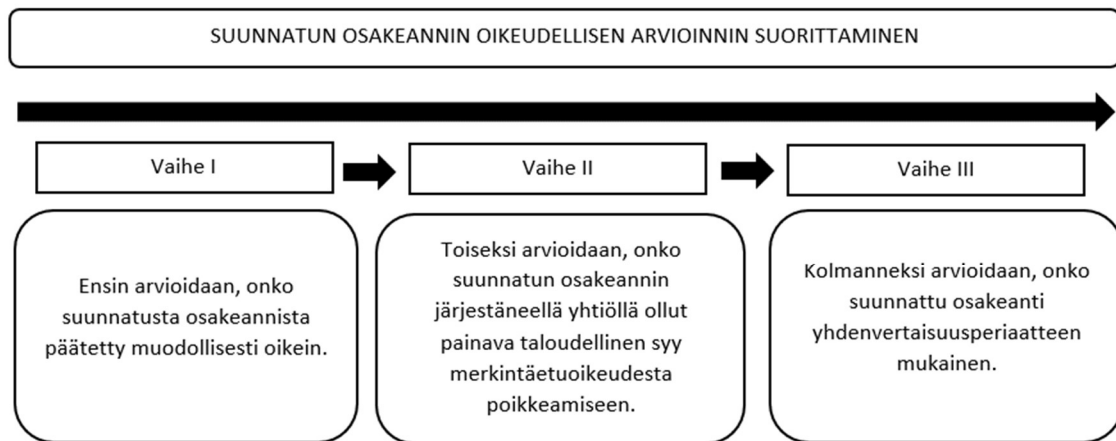 SUUNNATUN OSAKEANNIN OIKEUDELLISEN ARVIOINNIN SUORITTAMINEN
Vaihe I
Vaihe II
Vaihe III
Ensin arvioidaan, onko
suunnatusta osakeannista
päätetty muodollisesti oikein.
Toiseksi arvioidaan, onko
suunnatun osakeannin
järjestäneellä yhtiöllä ollut
painava taloudellinen syy
merkintäetuoikeudesta
poikkeamiseen.
Kolmanneksi arvioidaan, onko
suunnattu osakeanti
yhdenvertaisuusperiaatteen
mukainen.